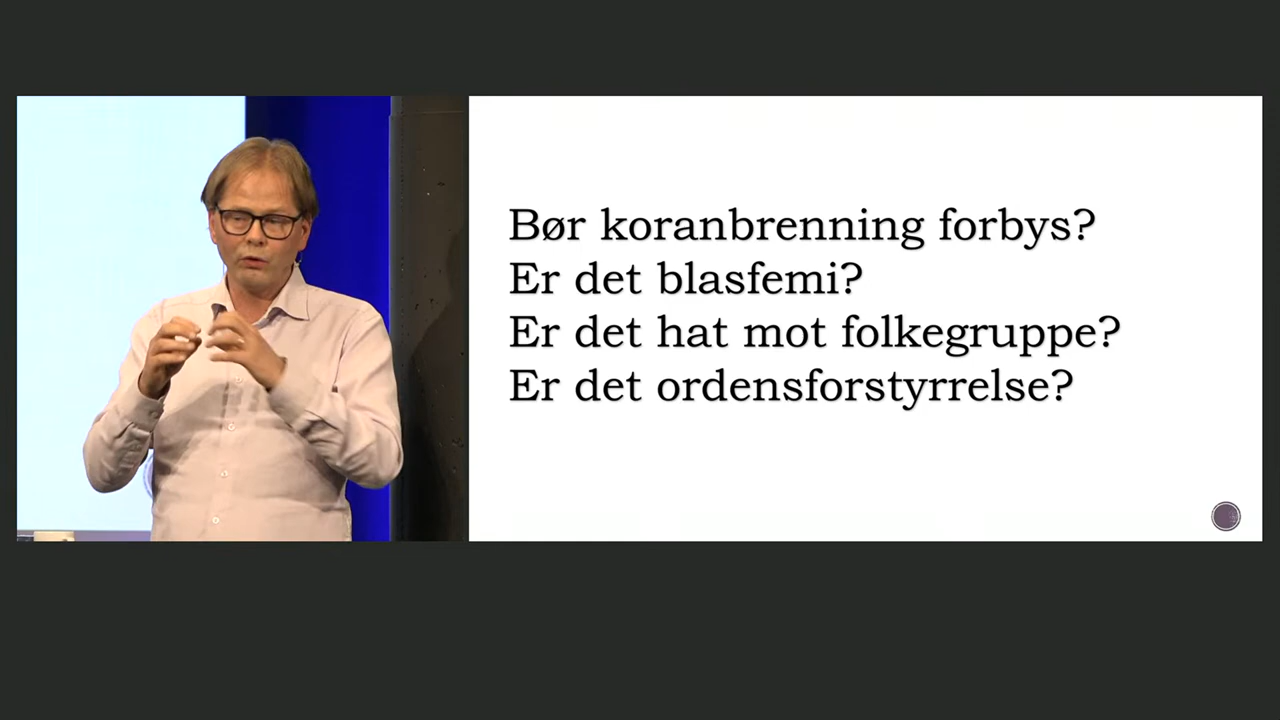 Bør koranbrenning forbys?
Er det blasfemi?
Er det hat mot folkegruppe?
Er det ordensforstyrrelse?